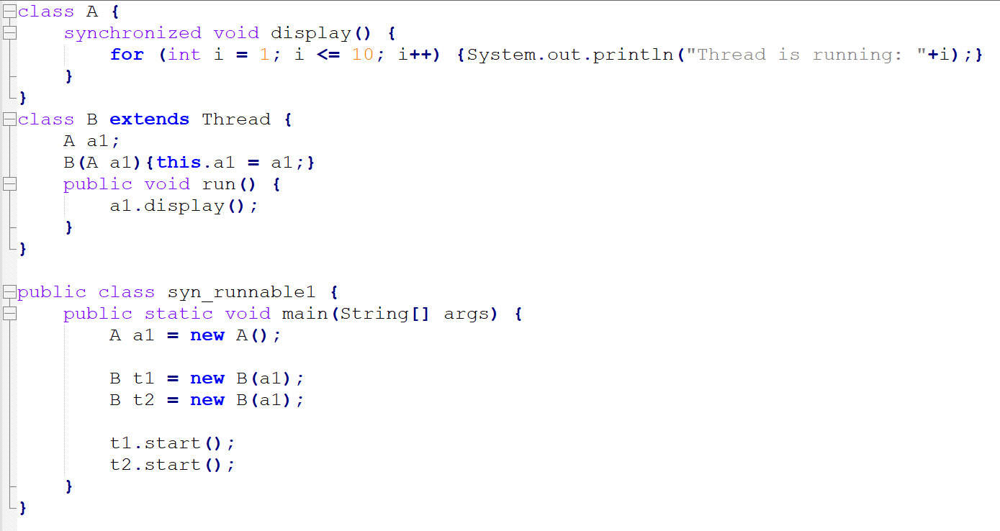 class A {
    synchronized void display() {
        for (int i = 1; i <= 10; i++) {System.out.println("Thread is running: "+i);}
    }
}
class B extends Thread {
    A a1;
    B(A a1){this.a1 = a1;}
    public void run() {
        a1.display();
    }
}

public class syn_runnable1 {
    public static void main(String[] args) {
        A a1 = new A();

        B t1 = new B(a1);
        B t2 = new B(a1);

        t1.start();
        t2.start();
    }
}